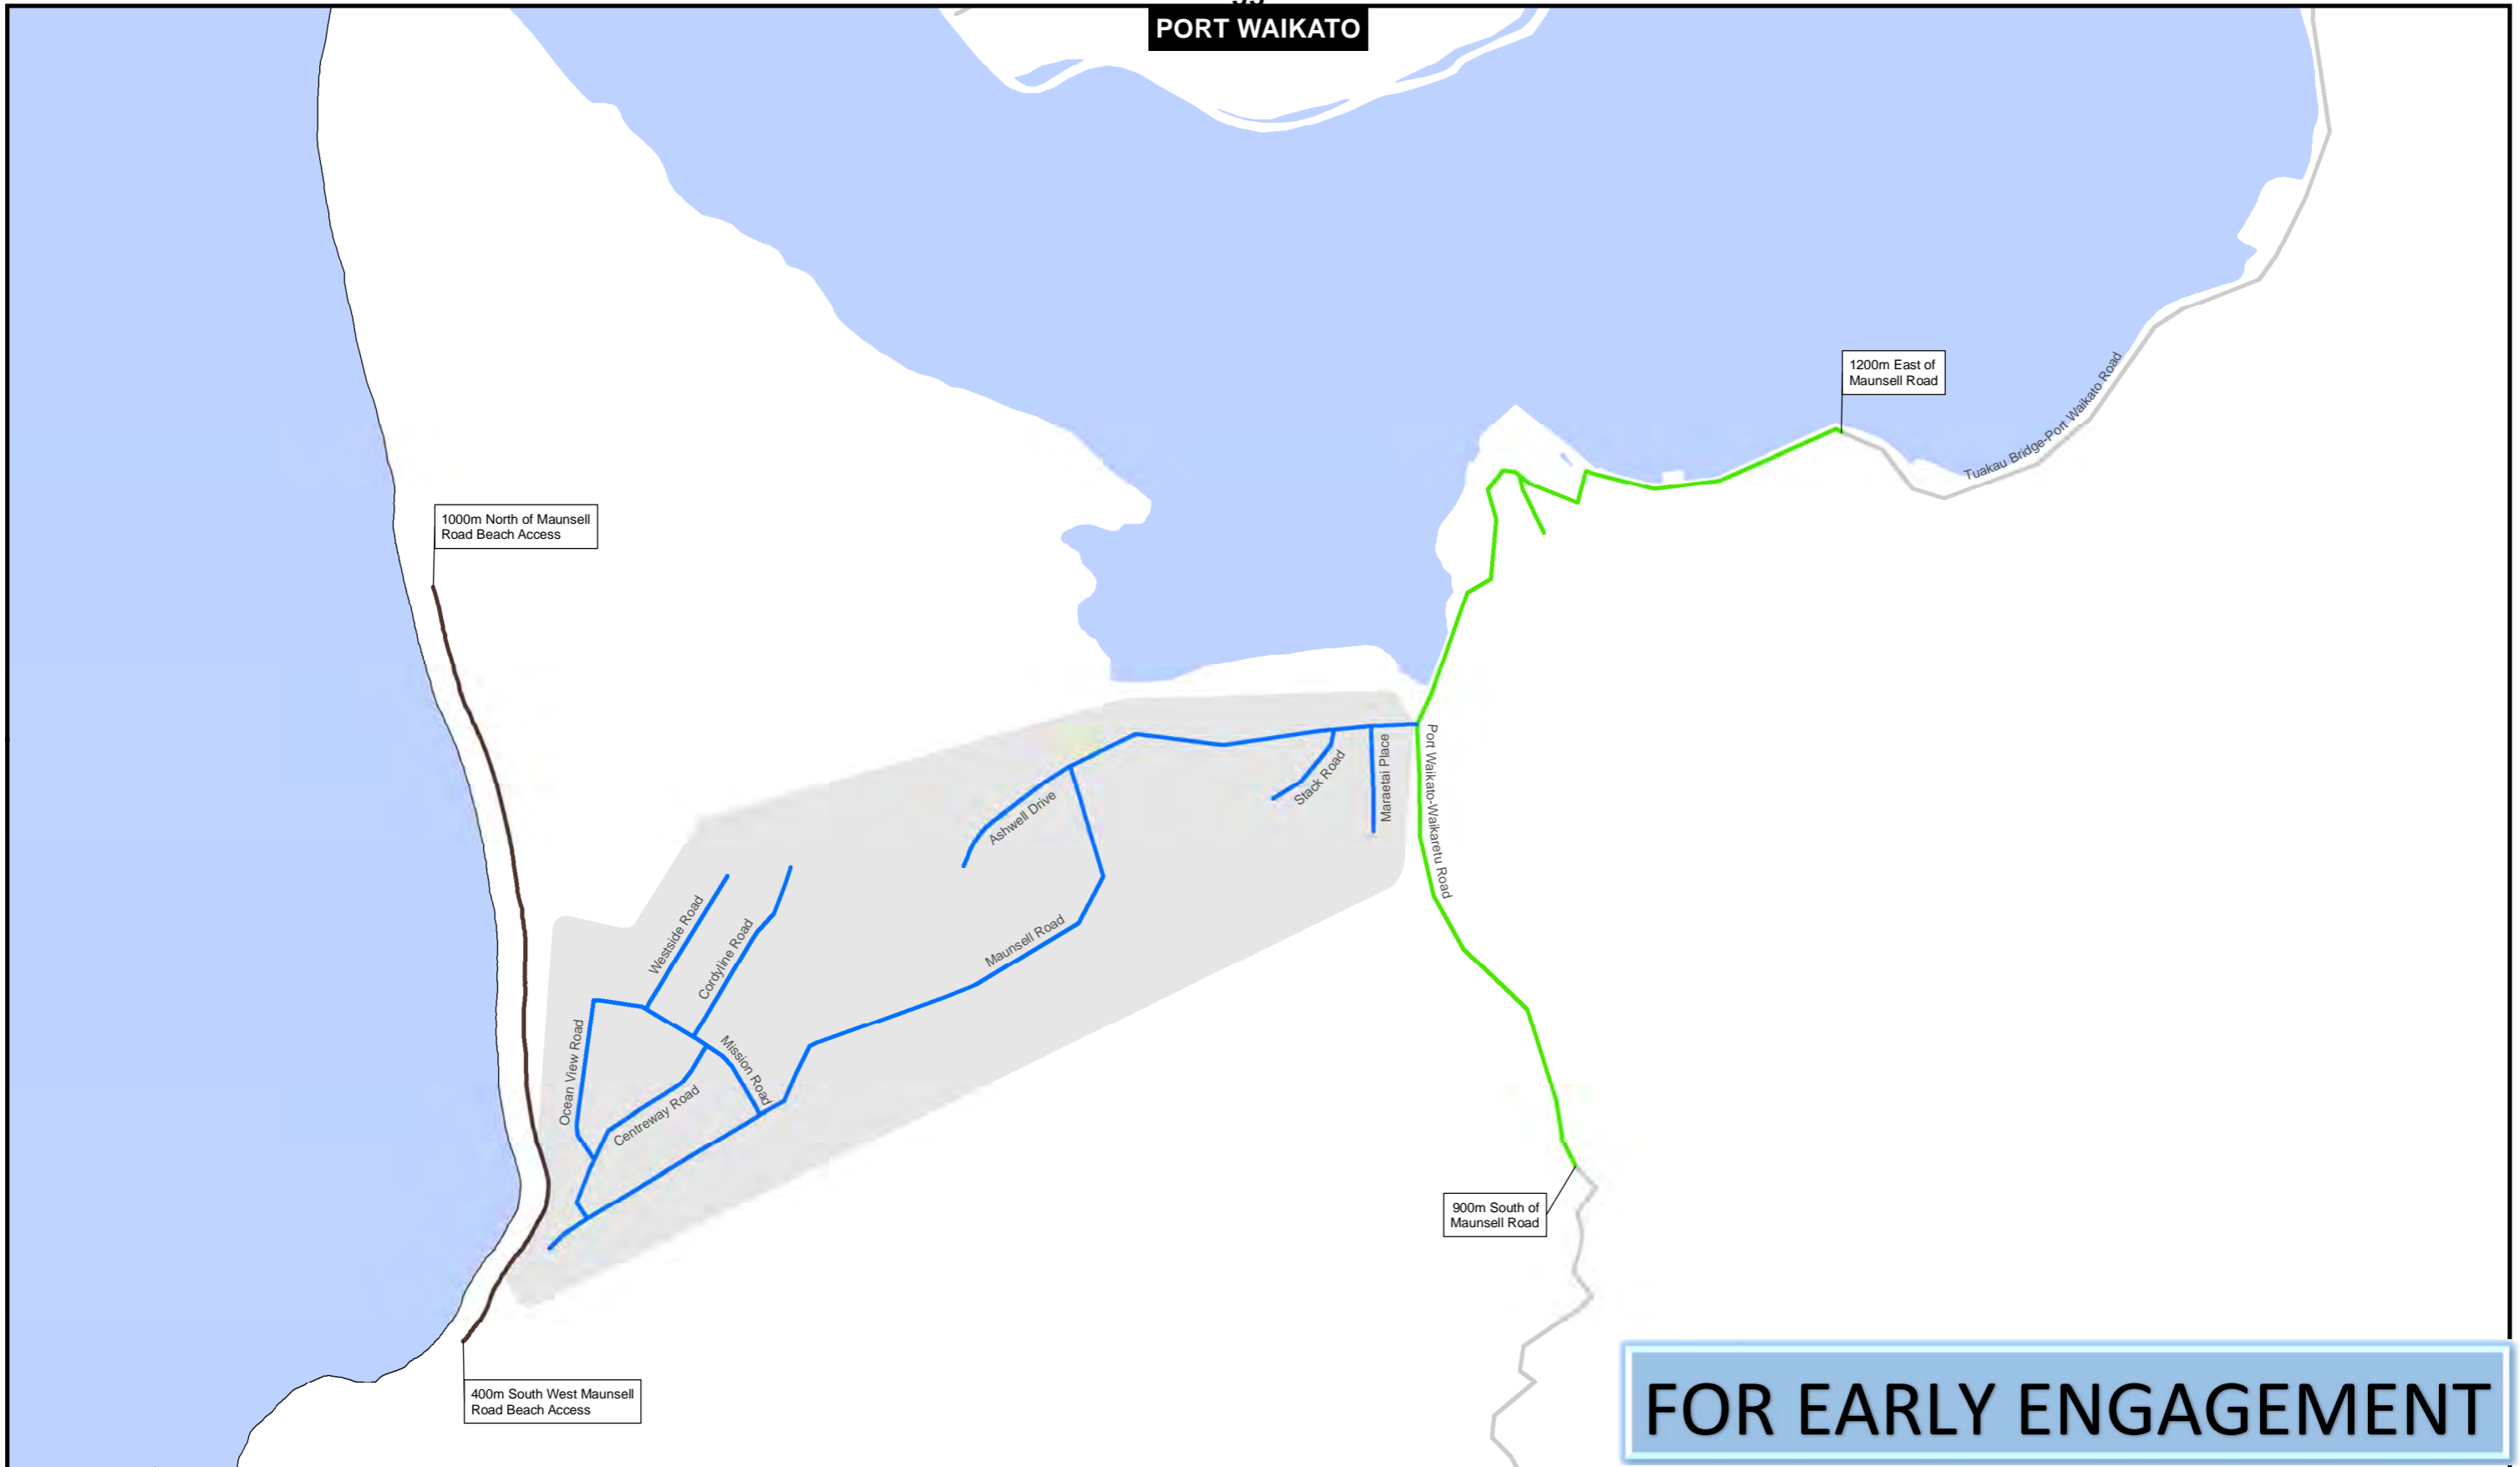 PORT WAIKATO
1200m East of
Maunsell Road
Tuakau Bridge-Port Waikato Road
1000m North of Maunsell
Road Beach Access
Port Waikato-Waikaretu Road
Maraetai Place
Stack Road
Ashwell Drive
Westside Road
Cordyline Road
Maunsell Road
Ocean View Road
Mission Road
Centreway Road
900m South of
Maunsell Road
400m South West Maunsell
Road Beach Access
FOR EARLY ENGAGEMENT